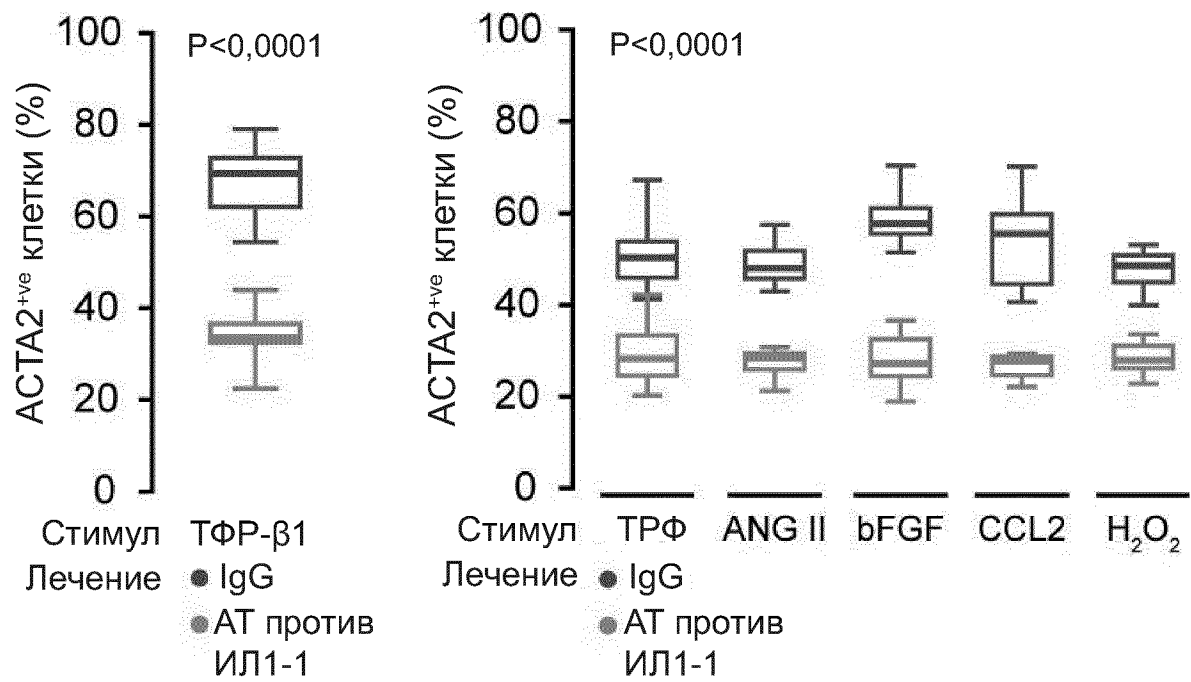 АСТА2+ve клетки (%)
100
80
60
40
20
0
P<0,0001
Стимул ТФР-β1
Лечение ● IgG
● АТ против
ИЛ1-1
АСТА2+ve клетки (%)
100
80
60
40
20
0
P<0,0001
Стимул ТРФ ANG II bFGF CCL2 H2O2
Лечение ● IgG
● АТ против
ИЛ1-1